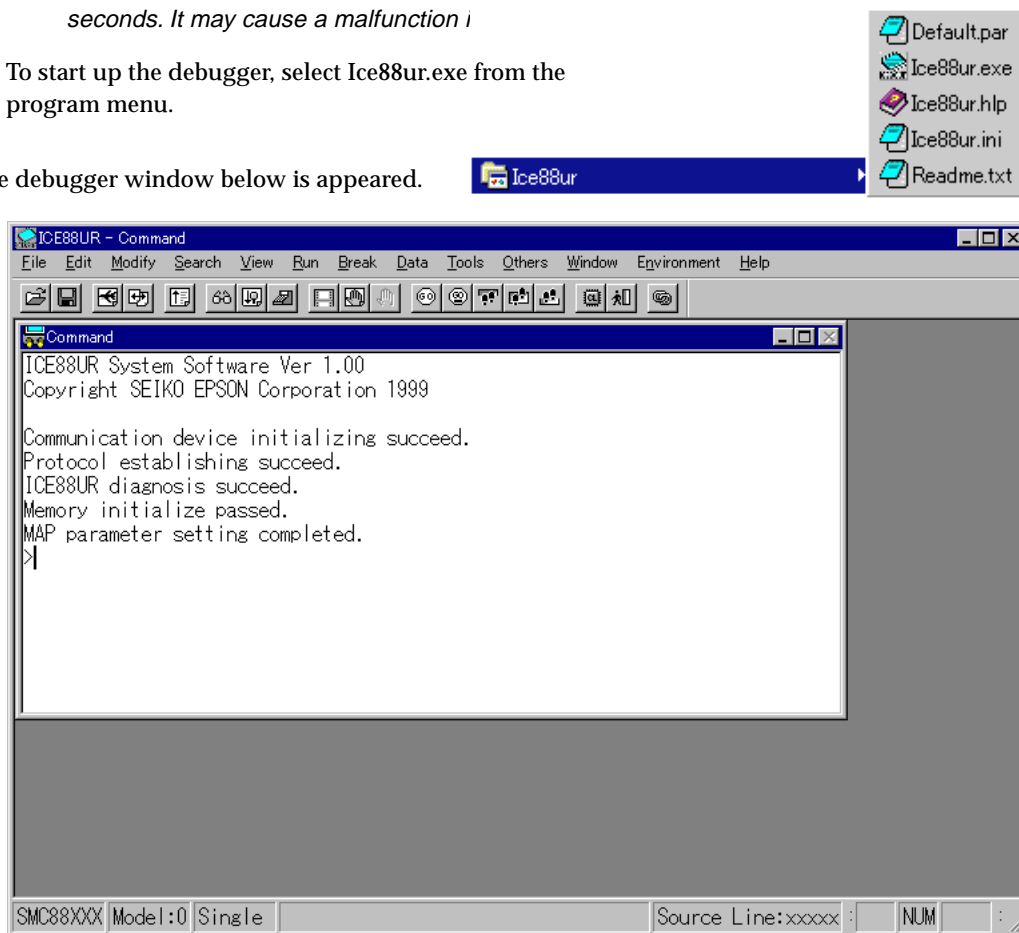 seconds. It may cause a malfunction
To start up the debugger, select Ice88ur.exe from the
program menu.
e debugger window below is appeared.
Ice88ur
Default.par
Ice88ur.exe
Ice88ur.hlp
Ice88ur.ini
Readme.txt
ICE88UR - Command
File Edit Modify Search View Run Break Data Tools Others Window Environment Help
GO
Command
ICE88UR System Software Ver 1.00
Copyright SEIKO EPSON Corporation 1999
Communication device initializing succeed.
Protocol establishing succeed.
ICE88UR diagnosis succeed.
Memory initialize passed.
MAP parameter setting completed.
>
SMC88XXX Model:0 Single Source Line:xxxxx : NUM :